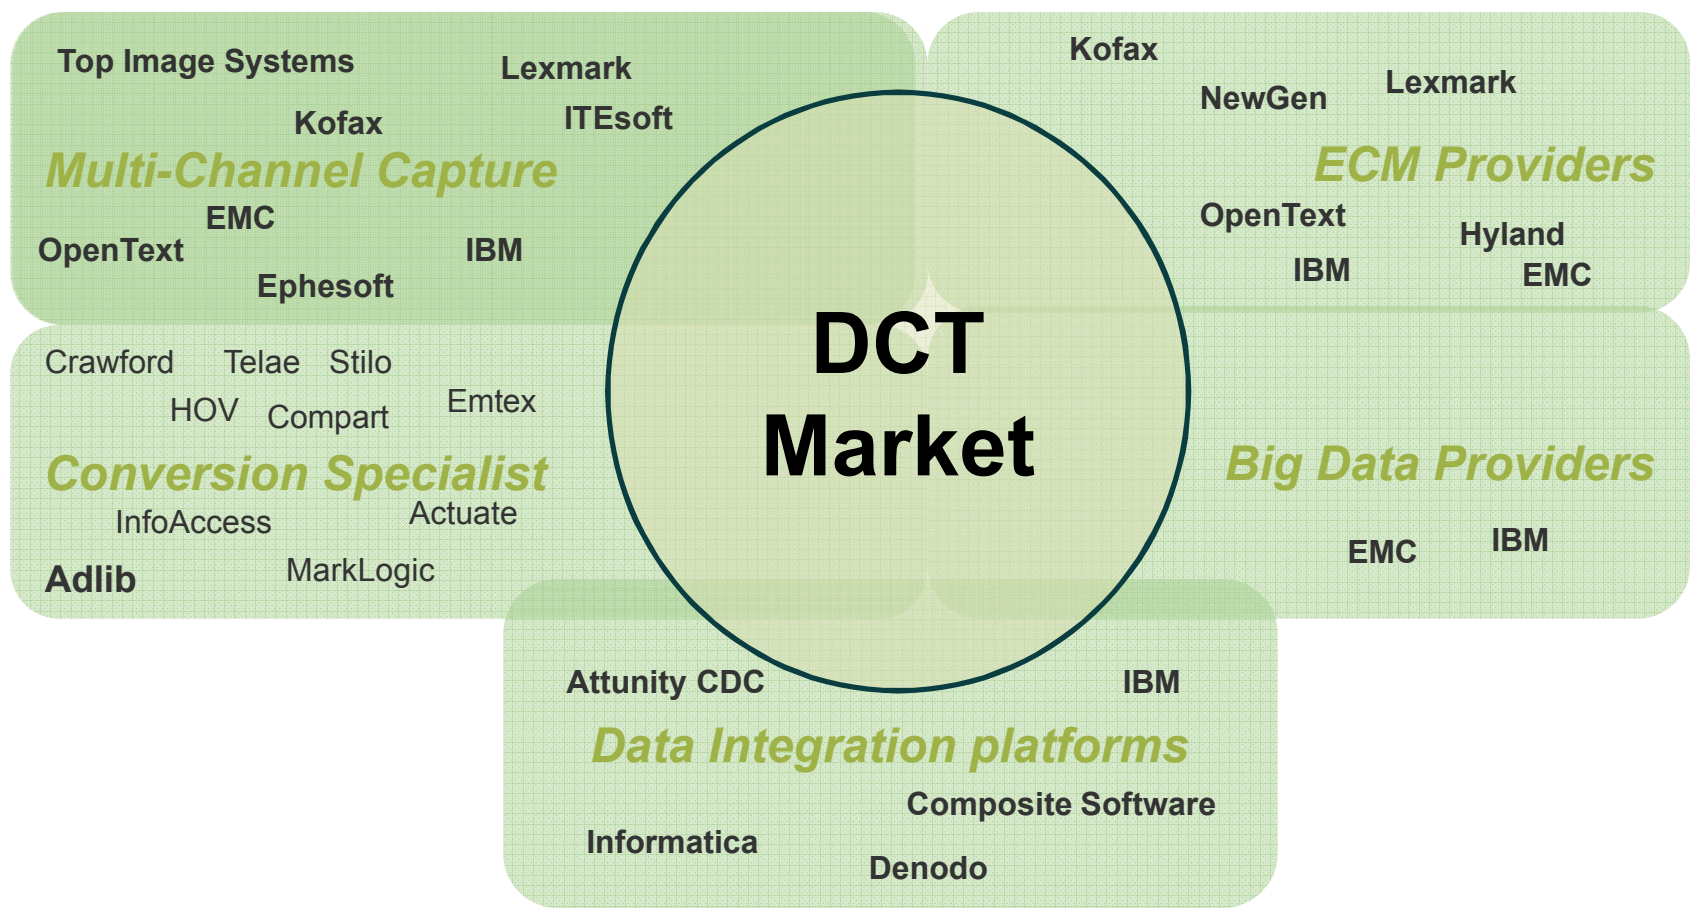 Top Image Systems
Lexmark
Kofax
ITEsoft
Multi-Channel Capture
EMC
OpenText
IBM
Ephesoft
Kofax
NewGen
Lexmark
ECM Providers
OpenText
Hyland
IBM
EMC
DCT
Market
Crawford
Telae
Stilo
HOV
Compart
Emtex
Conversion Specialist
InfoAccess
Actuate
Adlib
MarkLogic
Big Data Providers
EMC
IBM
Attunity CDC
IBM
Data Integration platforms
Composite Software
Informatica
Denodo